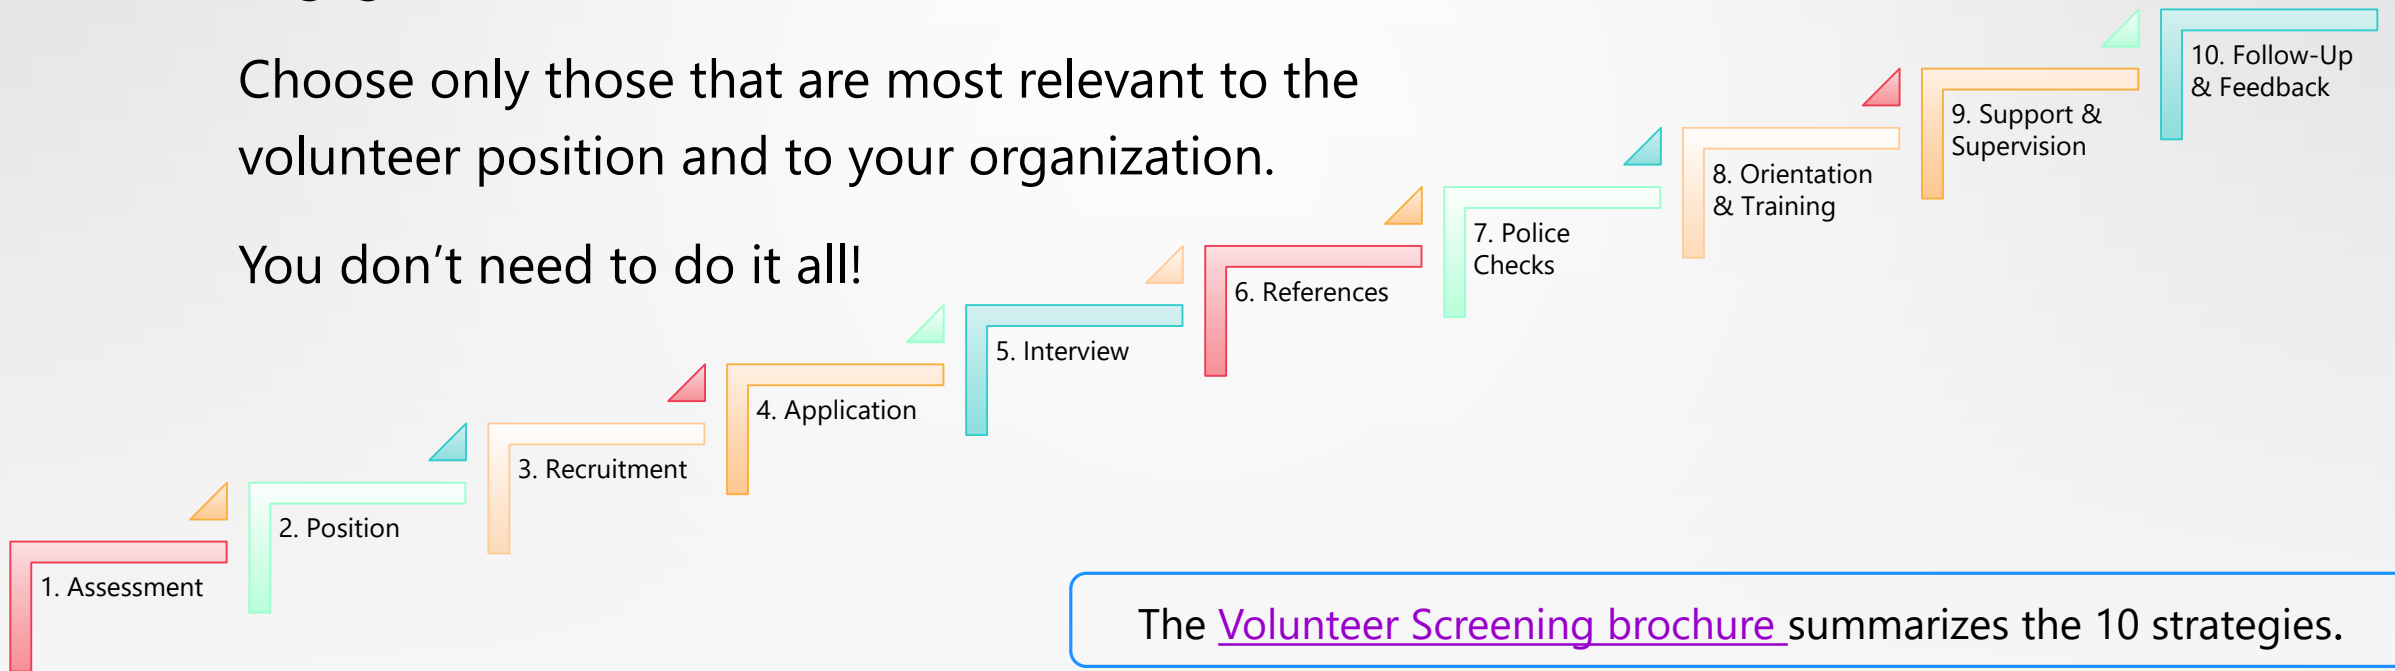 Choose only those that are most relevant to the
volunteer position and to your organization.
You don’t need to do it all!
1. Assessment
2. Position
3. Recruitment
4. Application
5. Interview
6. References
7. Police
Checks
8. Orientation
& Training
9. Support &
Supervision
10. Follow-Up
& Feedback
The Volunteer Screening brochure summarizes the 10 strategies.